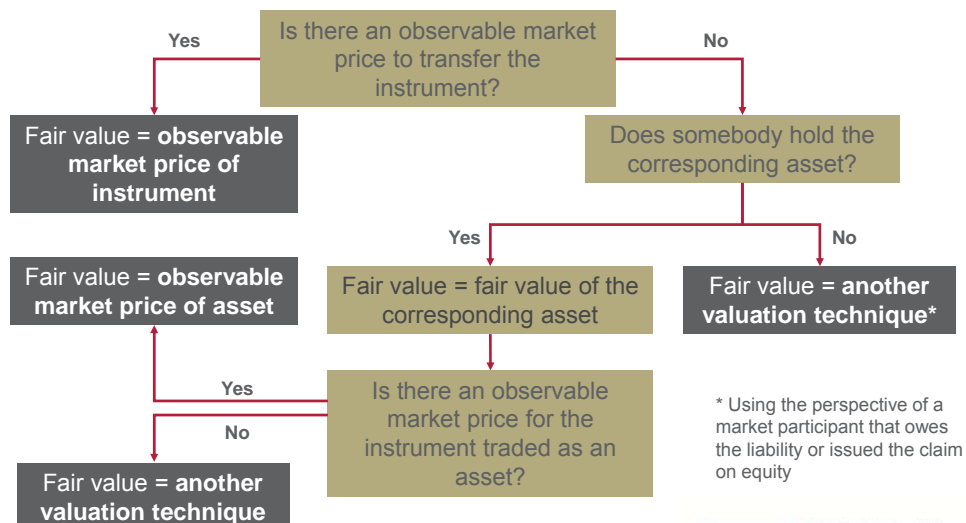 Is there an observable market
price to transfer the
instrument?
Yes
No
Fair value = observable
market price of
instrument
Does somebody hold the
corresponding asset?
Yes
No
Fair value = observable
market price of asset
Fair value = fair value of the
corresponding asset
Fair value = another
valuation technique*
Yes
No
Is there an observable
market price for the
instrument traded as an
asset?
* Using the perspective of a
market participant that owes
the liability or issued the claim
on equity
Fair value = another
valuation technique